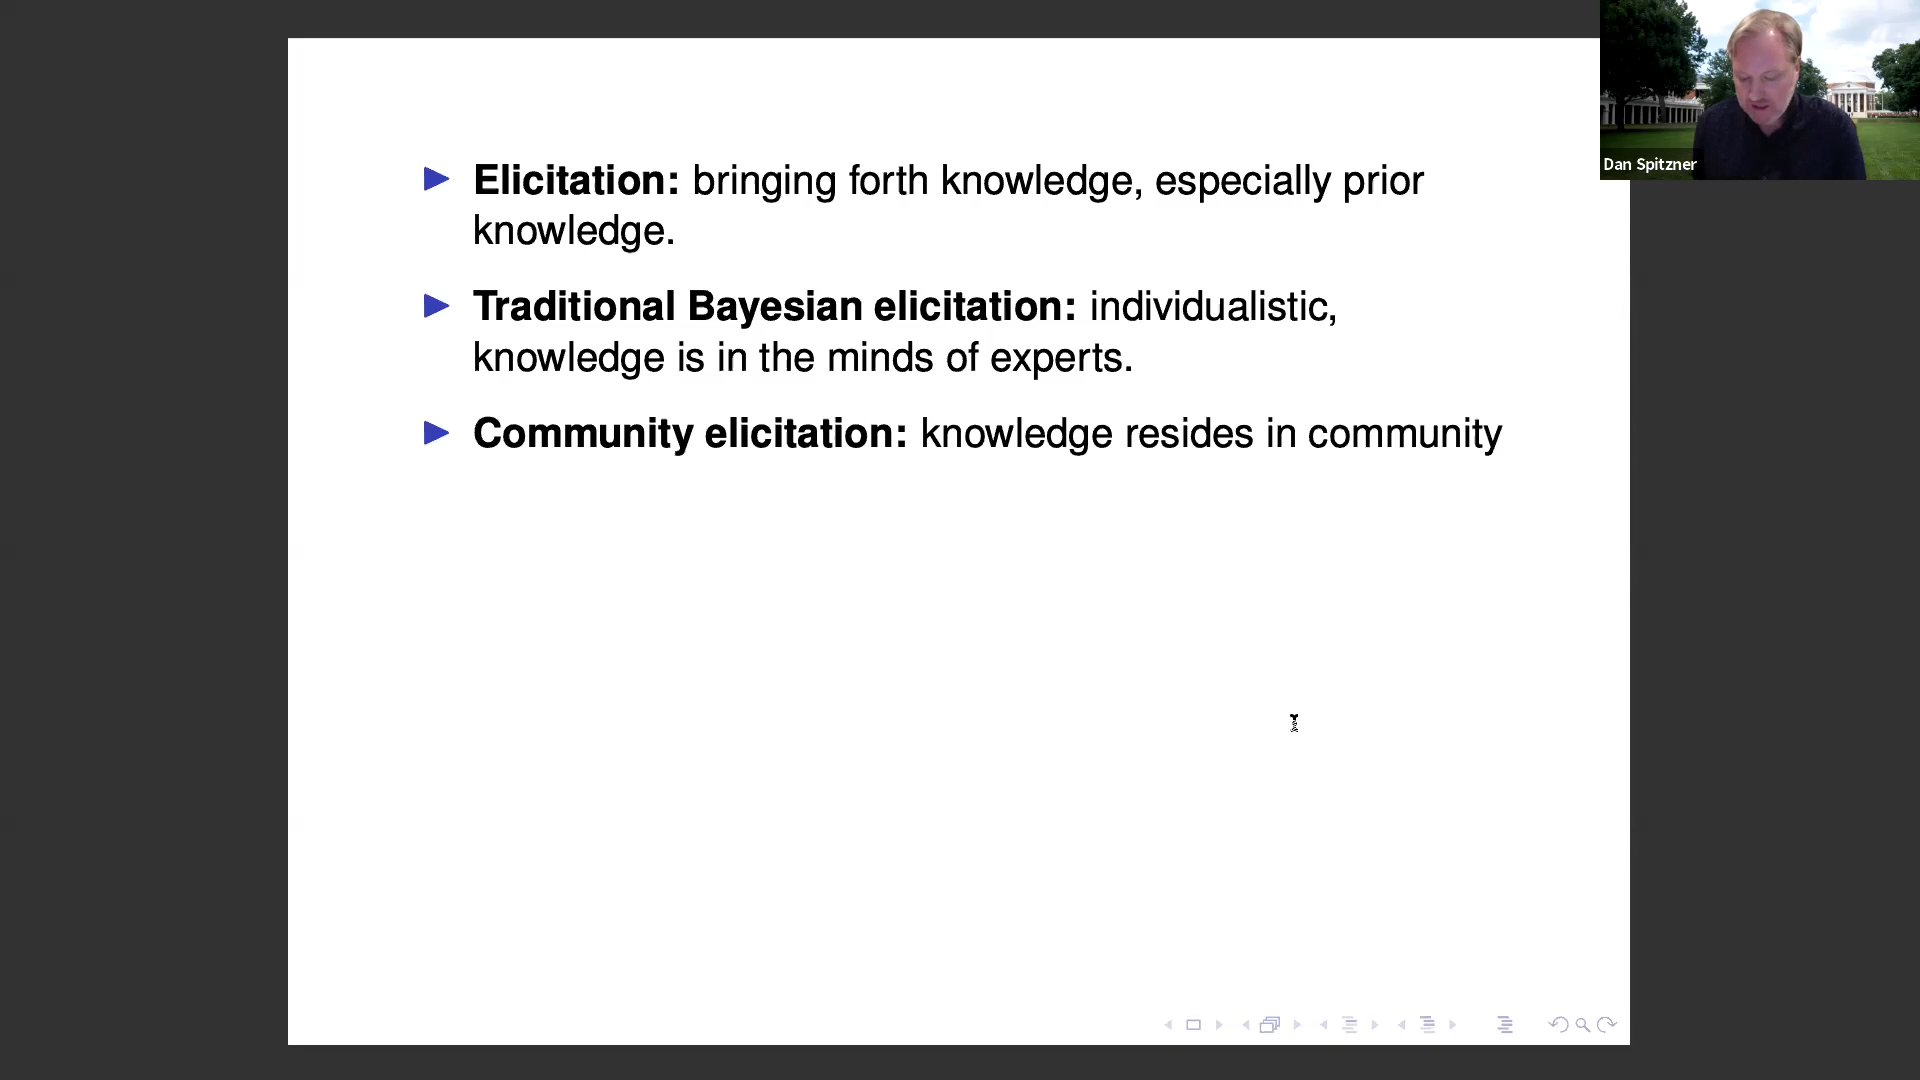 Elicitation: bringing forth knowledge, especially prior
knowledge.
Traditional Bayesian elicitation: individualistic,
knowledge is in the minds of experts.
Community elicitation: knowledge resides in community
Dan Spitzner